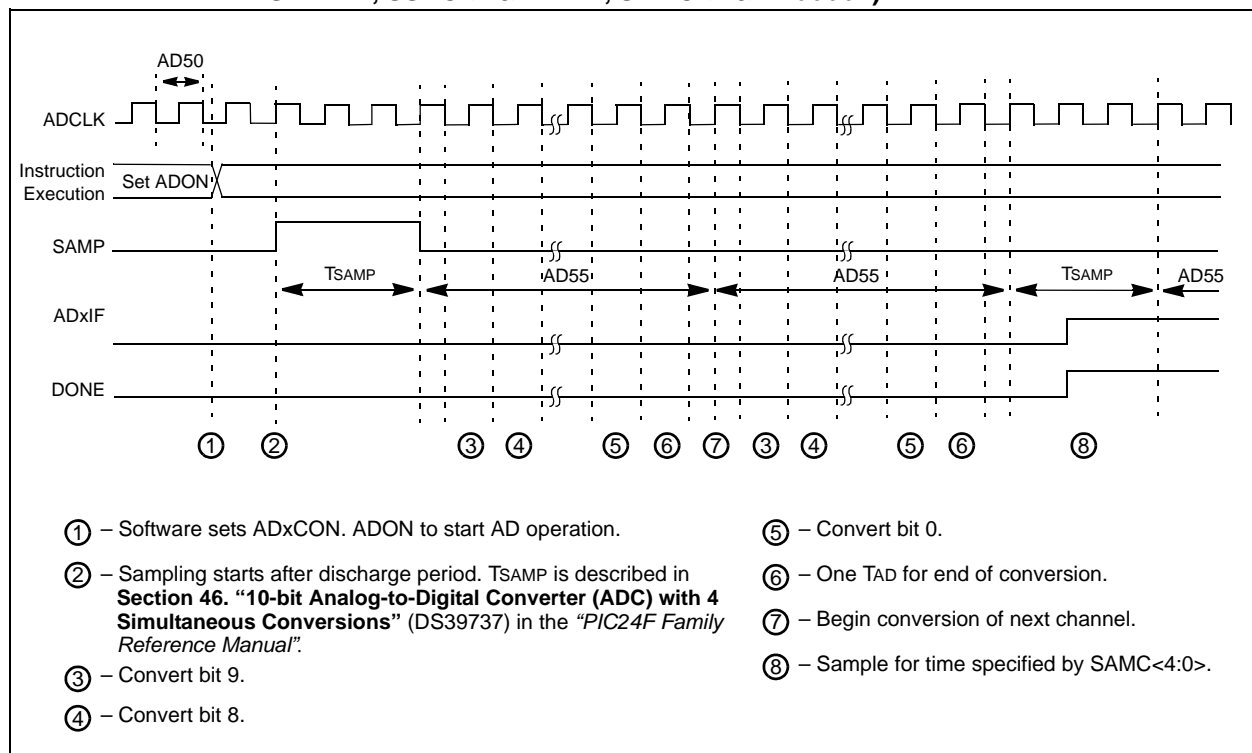 AD50
ADCLK
Instruction
Execution
Set ADON
SAMP
TSAMP
AD55
AD55
TSAMP
AD55
ADxIF
DONE
1 2 3 4 5 6 7 3 4 5 6 8
1 – Software sets ADxCON. ADON to start AD operation.
2 – Sampling starts after discharge period. TSAMP is described in
Section 46. “10-bit Analog-to-Digital Converter (ADC) with 4
Simultaneous Conversions” (DS39737) in the “PIC24F Family
Reference Manual”.
3 – Convert bit 9.
4 – Convert bit 8.
5 – Convert bit 0.
6 – One TAD for end of conversion.
7 – Begin conversion of next channel.
8 – Sample for time specified by SAMC<4:0>.